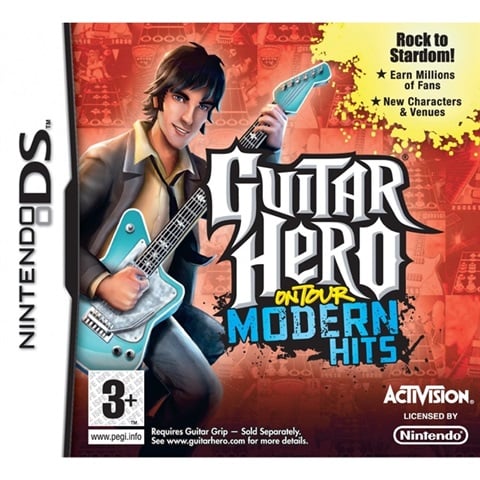 NINTENDO DS™
Rock to
Stardom!
★ Earn Millions
of Fans
★ New Characters
& Venues
GUITAR
HERO
ON TOUR
MODERN
HITS
3+
www.pegi.info
Requires Guitar Grip — Sold Separately.
See www.guitarhero.com for more details.
ACTIVISION®
LICENSED BY
Nintendo®